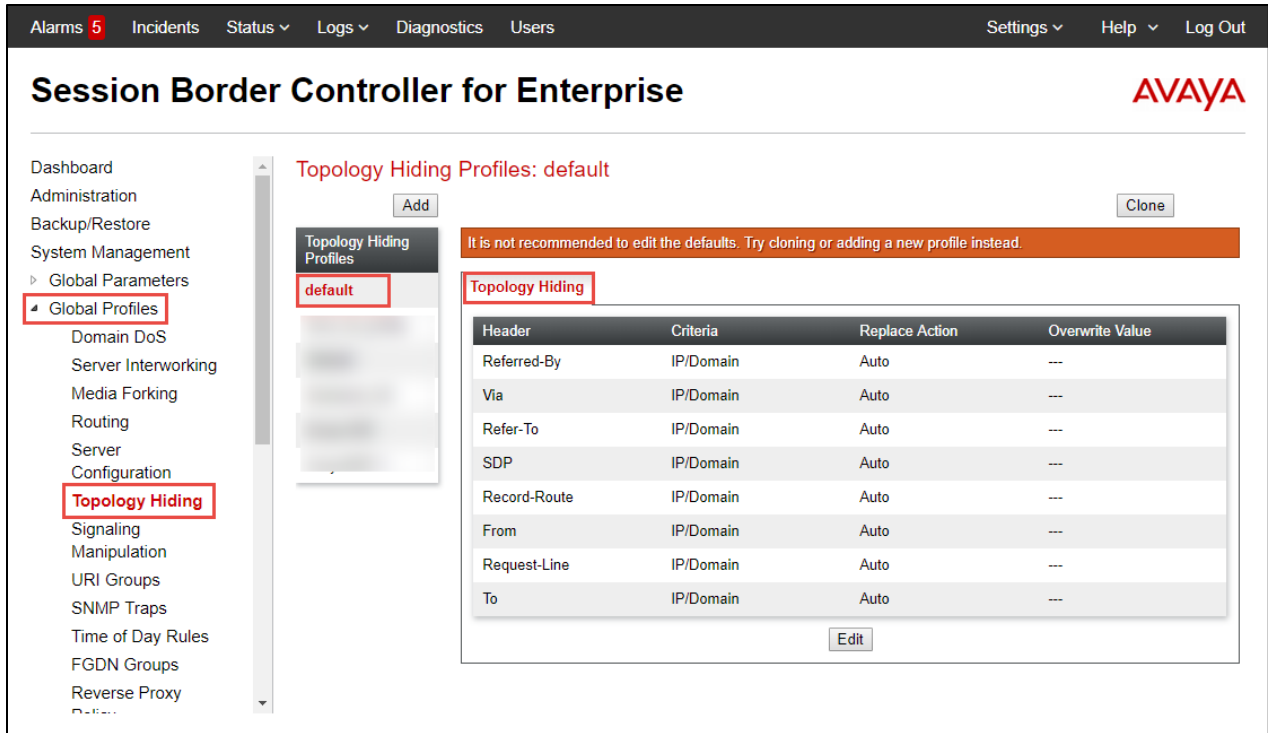 Alarms 5 Incidents Status Logs Diagnostics Users Settings Help Log Out
Session Border Controller for Enterprise
AVAYA
Dashboard
Administration
Backup/Restore
System Management
Global Parameters
Global Profiles
Domain DoS
Server Interworking
Media Forking
Routing
Server
Configuration
Topology Hiding
Signaling
Manipulation
URI Groups
SNMP Traps
Time of Day Rules
FGDN Groups
Reverse Proxy
Topology Hiding Profiles: default
Add
Clone
Topology Hiding
Profiles
default
It is not recommended to edit the defaults. Try cloning or adding a new profile instead.
Topology Hiding
Header Criteria Replace Action Overwrite Value
Referred-By IP/Domain Auto ---
Via IP/Domain Auto ---
Refer-To IP/Domain Auto ---
SDP IP/Domain Auto ---
Record-Route IP/Domain Auto ---
From IP/Domain Auto ---
Request-Line IP/Domain Auto ---
To IP/Domain Auto ---
Edit